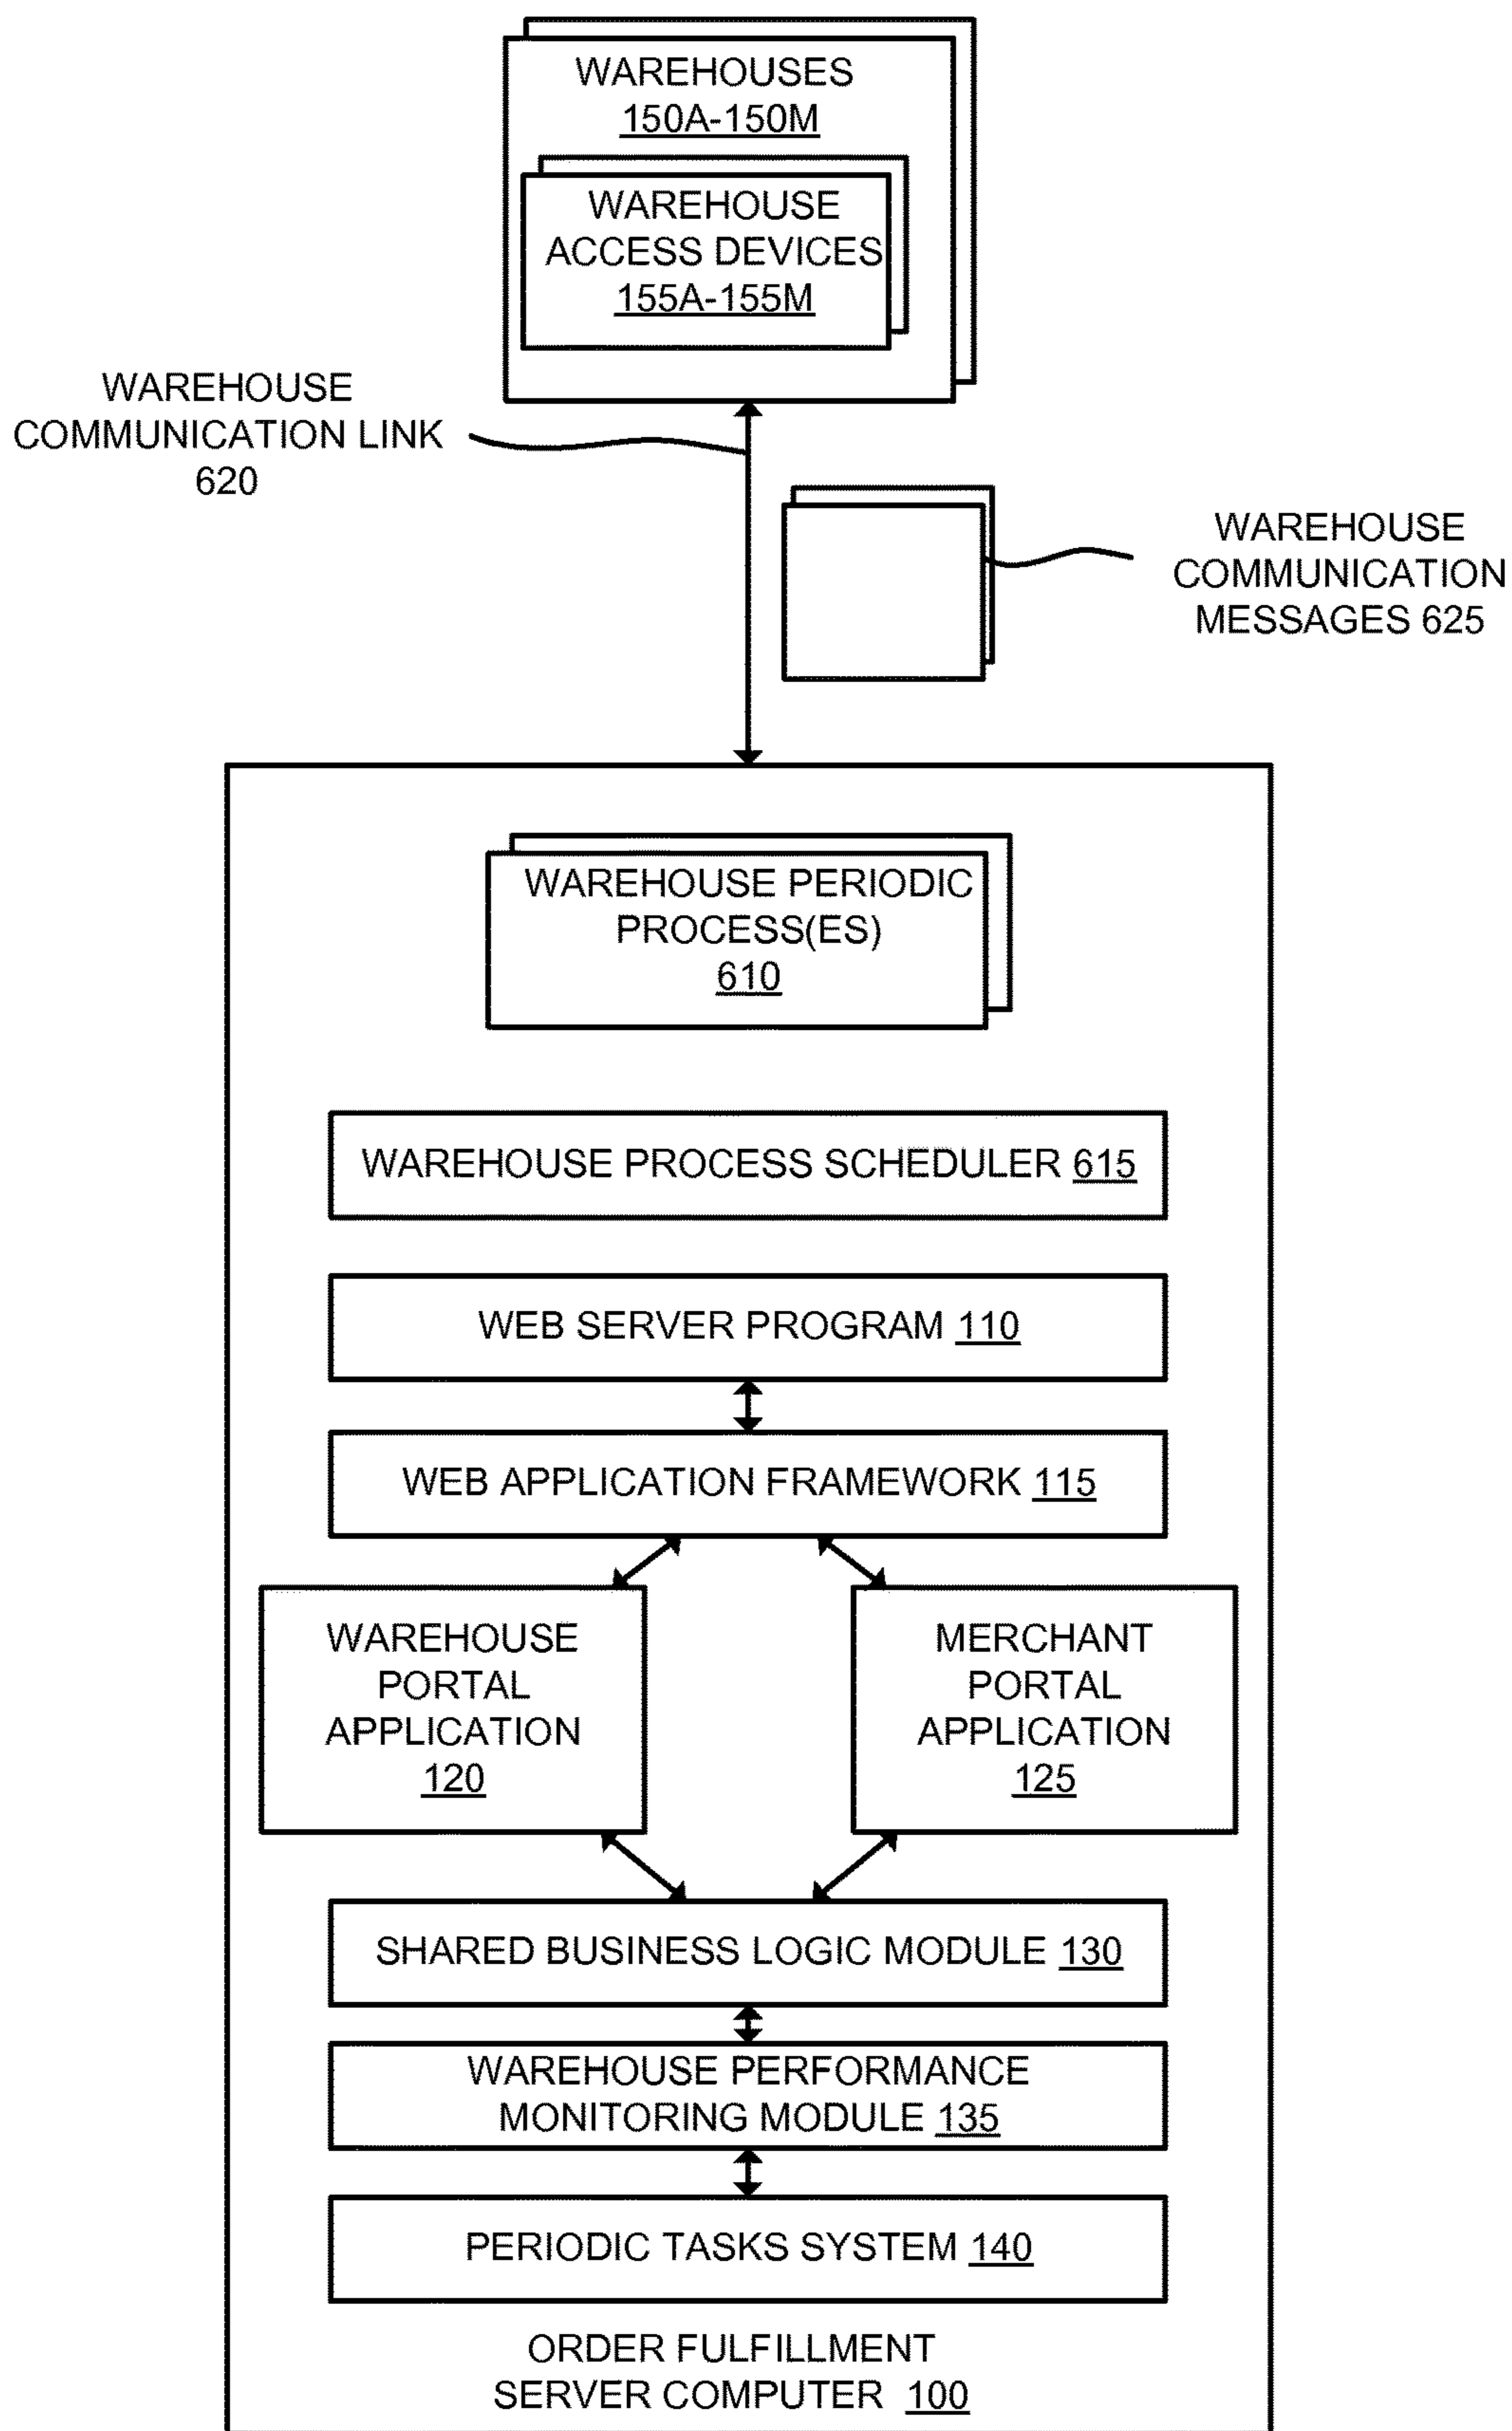 WAREHOUSES
150A-150M
WAREHOUSE
ACCESS DEVICES
155A-155M
WAREHOUSE
COMMUNICATION LINK
620
WAREHOUSE
COMMUNICATION
MESSAGES 625
WAREHOUSE PERIODIC
PROCESS(ES)
610
WAREHOUSE PROCESS SCHEDULER 615
WEB SERVER PROGRAM 110
WEB APPLICATION FRAMEWORK 115
WAREHOUSE
PORTAL
APPLICATION
120
MERCHANT
PORTAL
APPLICATION
125
SHARED BUSINESS LOGIC MODULE 130
WAREHOUSE PERFORMANCE
MONITORING MODULE 135
PERIODIC TASKS SYSTEM 140
ORDER FULFILLMENT
SERVER COMPUTER 100